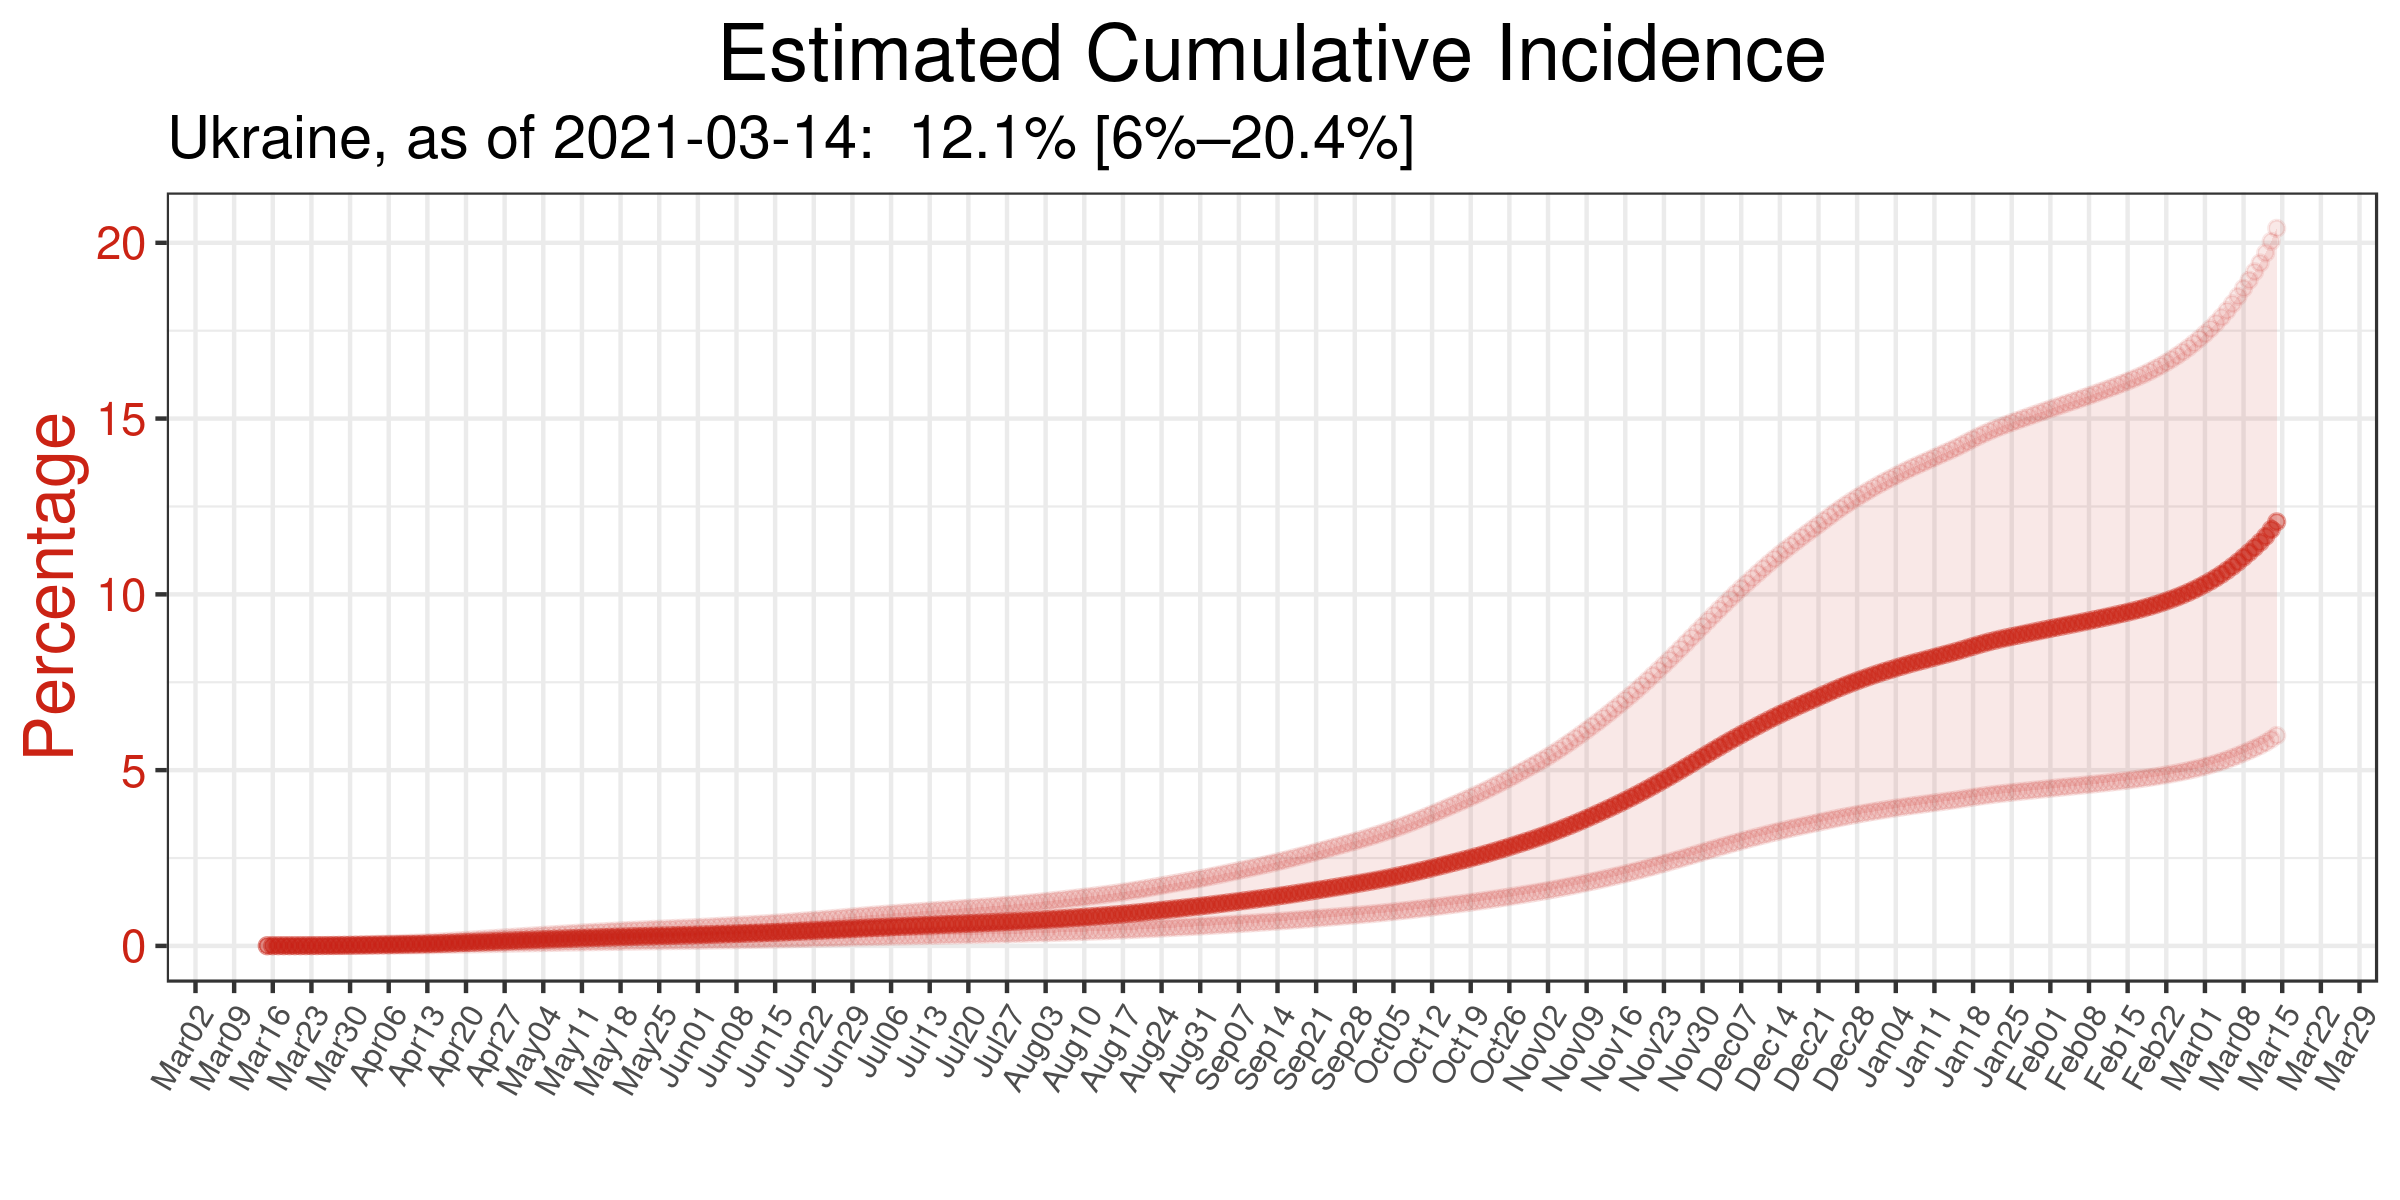 Estimated Cumulative Incidence
Ukraine, as of 2021-03-14:  12.1% [6%–20.4%]
Percentage
20
15
10
5
0
Mar02
Mar09
Mar16
Mar23
Mar30
Apr06
Apr13
Apr20
Apr27
May04
May11
May18
May25
Jun01
Jun08
Jun15
Jun22
Jun29
Jul06
Jul13
Jul20
Jul27
Aug03
Aug10
Aug17
Aug24
Aug31
Sep07
Sep14
Sep21
Sep28
Oct05
Oct12
Oct19
Oct26
Nov02
Nov09
Nov16
Nov23
Nov30
Dec07
Dec14
Dec21
Dec28
Jan04
Jan11
Jan18
Jan25
Feb01
Feb08
Feb15
Feb22
Mar01
Mar08
Mar15
Mar22
Mar29